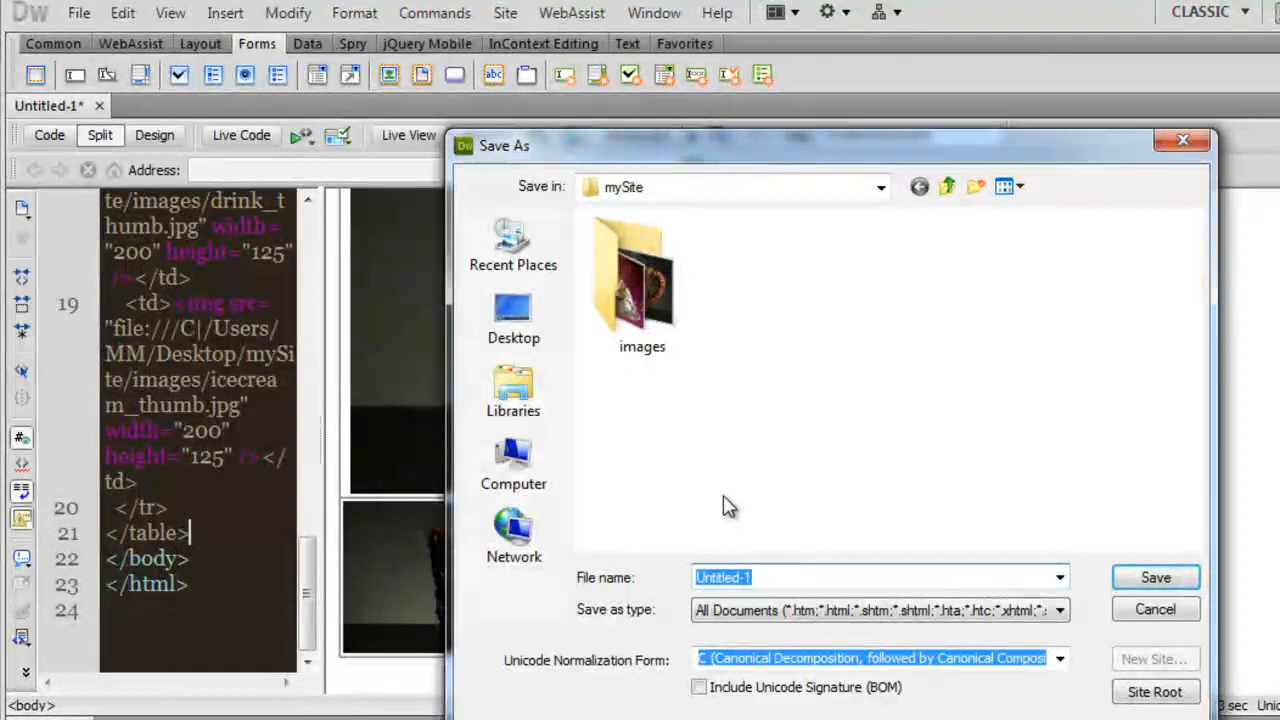 Dw File Edit View Insert Modify Format Commands Site WebAssist Window Help CLASSIC
Common WebAssist Layout Forms Data Spry jQuery Mobile InContext Editing Text Favorites
abc
Untitled-1*
Code Split Design Live Code Live View
Address:
Dw Save As
Save in: mySite
Recent Places
Desktop
Libraries
Computer
Network
images
te/images/drink_t
humb.jpg" width=
"200" height="125"
/></td>
19 <td><img src=
"file:///C|/Users/
MM/Desktop/mySi
te/images/icecrea
m_thumb.jpg"
width="200"
height="125" /></
td>
20 </tr>
21 </table>
22 </body>
23 </html>
24
File name: Untitled-1 Save
Save as type: All Documents (*.htm;*.html;*.shtm;*.shtml;*.hta;*.htc;*.xhtml;*.s Cancel
Unicode Normalization Form: C (Canonical Decomposition, followed by Canonical Composi New Site...
Include Unicode Signature (BOM) Site Root
<body> 3 sec Unic